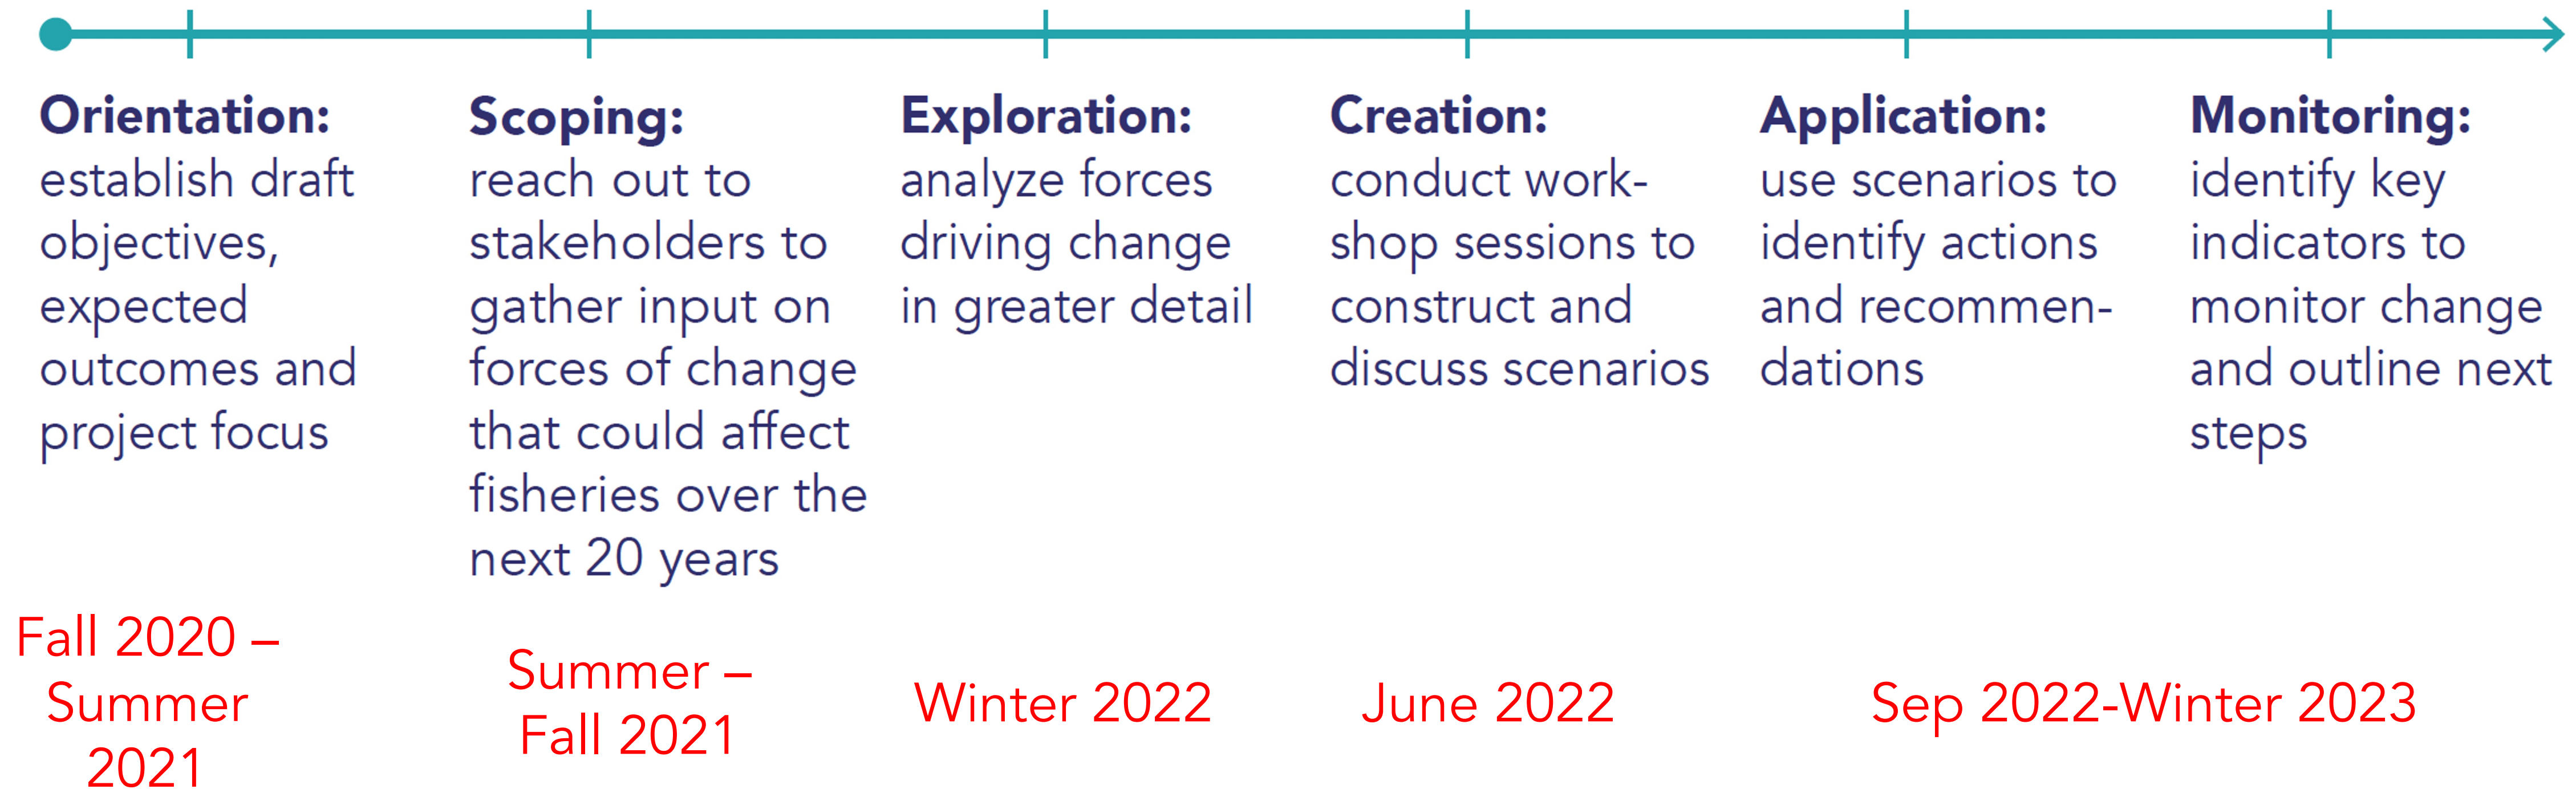 Orientation:
establish draft
objectives,
expected
outcomes and
project focus
Scoping:
reach out to
stakeholders to
gather input on
forces of change
that could affect
fisheries over the
next 20 years
Exploration:
analyze forces
driving change
in greater detail
Creation:
conduct work-
shop sessions to
construct and
discuss scenarios
Application:
use scenarios to
identify actions
and recommen-
dations
Monitoring:
identify key
indicators to
monitor change
and outline next
steps
Fall 2020 –
Summer
2021
Summer –
Fall 2021
Winter 2022
June 2022
Sep 2022-Winter 2023